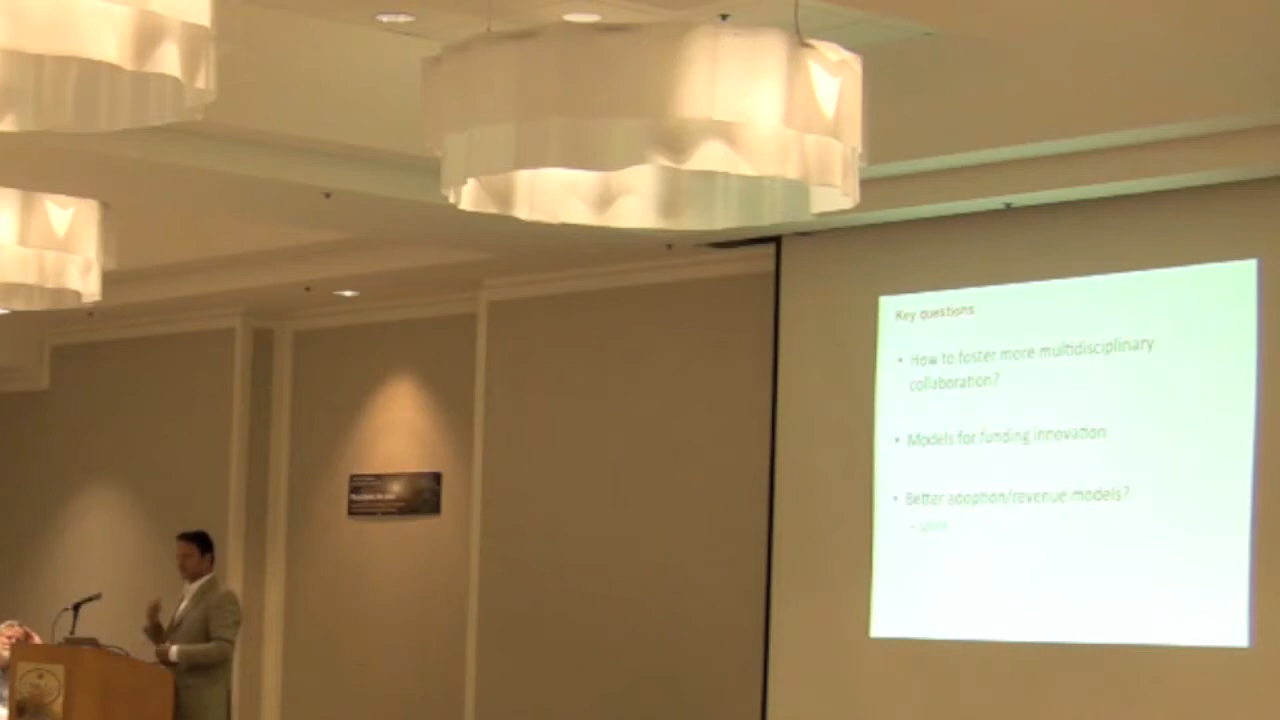 Key questions
• How to foster more multidisciplinary
collaboration?
• Models for funding innovation
• Better adoption/revenue models?